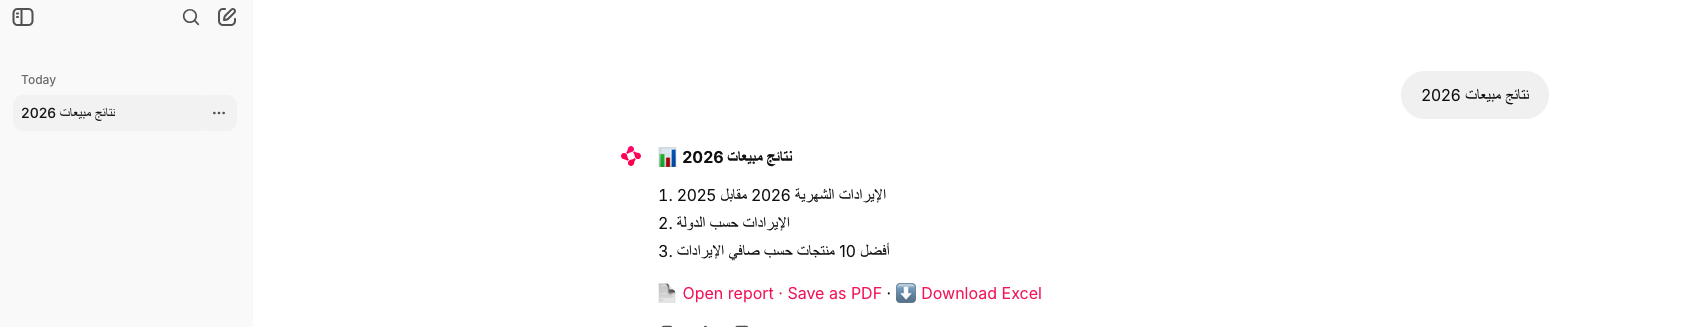 Today
نتائج مبيعات 2026
نتائج مبيعات 2026
📊 نتائج مبيعات 2026
1. الإيرادات الشهرية 2026 مقابل 2025
2. الإيرادات حسب الدولة
3. أفضل 10 منتجات حسب صافي الإيرادات
Open report · Save as PDF · ⬇️ Download Excel